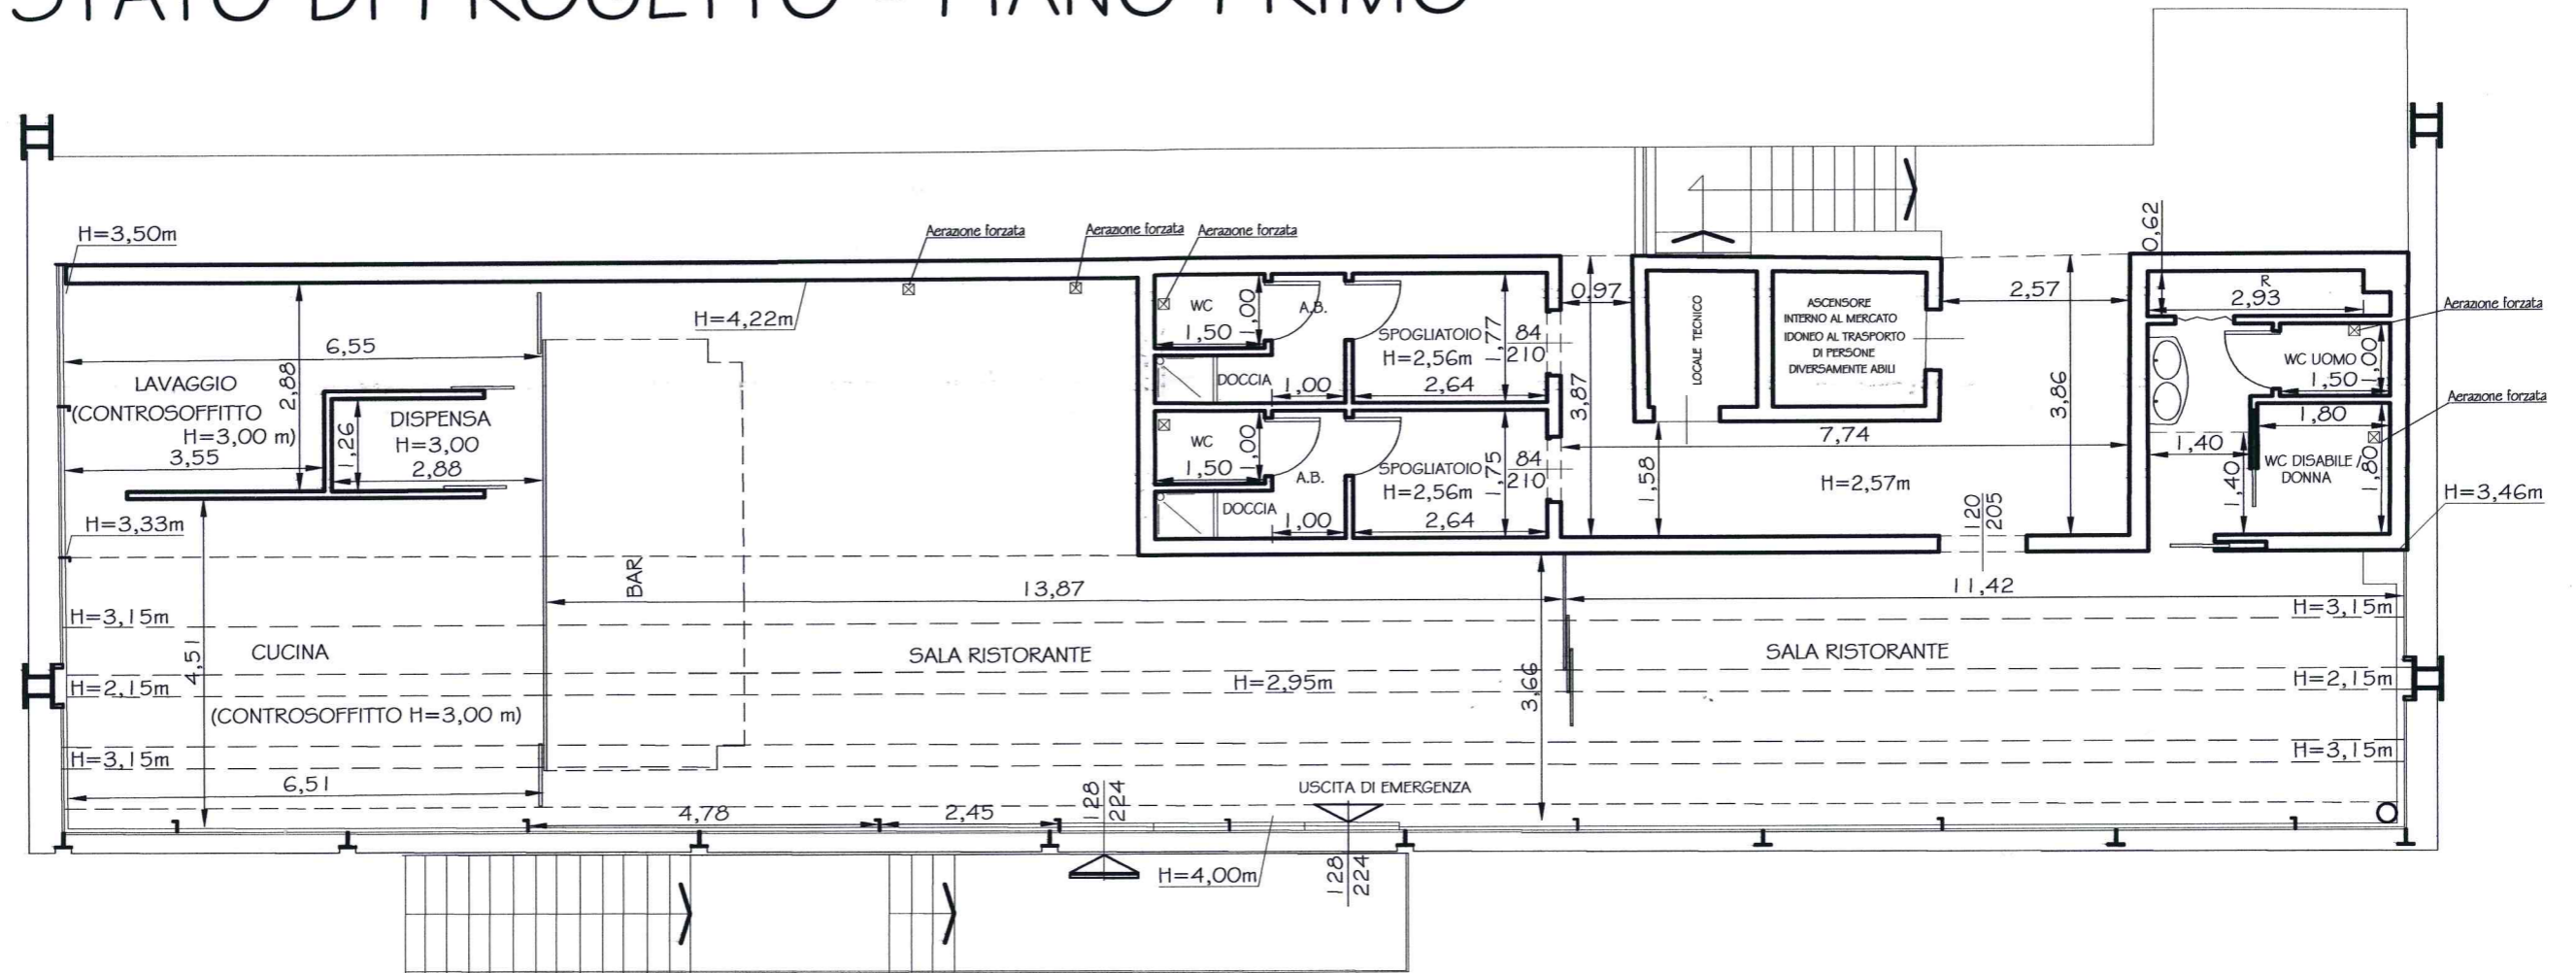 STATO DI PROGETTO - PIANO PRIMO
H=3,50m
Aerazione forzata
Aerazione forzata
Aerazione forzata
0,62
H=4,22m
6,55
2,88
LAVAGGIO
(CONTROSOFFITTO
H=3,00 m)
3,55
DISPENSA
H=3,00
1,26
2,88
H=3,33m
WC
1,00
1,50
A.B.
DOCCIA
1,00
SPOGLIATOIO
H=2,56m
1,77
2,64
84
210
WC
1,00
1,50
A.B.
DOCCIA
1,00
SPOGLIATOIO
H=2,56m
1,75
2,64
84
210
0,97
3,87
LOCALE TECNICO
ASCENSORE
INTERNO AL MERCATO
IDONEO AL TRASPORTO
DI PERSONE
DIVERSAMENTE ABILI
2,57
3,86
7,74
1,58
H=2,57m
120
205
R
2,93
Aerazione forzata
WC UOMO
1,00
1,50
Aerazione forzata
1,80
1,40
1,40
WC DISABILE /
DONNA
1,80
H=3,46m
BAR
13,87
11,42
H=3,15m
H=3,15m
4,51
CUCINA
SALA RISTORANTE
SALA RISTORANTE
H=2,15m
H=2,95m
3,66
H=2,15m
(CONTROSOFFITTO H=3,00 m)
H=3,15m
H=3,15m
6,51
USCITA DI EMERGENZA
4,78
2,45
128
224
H=4,00m
128
224